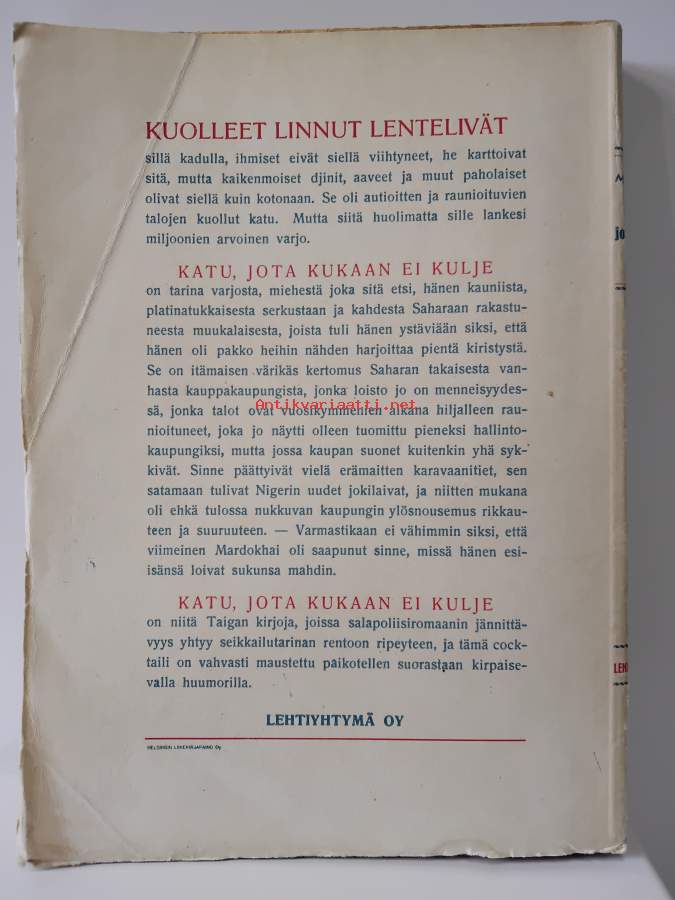 KUOLLEET LINNUT LENTELIVÄT
sillä kadulla, ihmiset eivät siellä viihtyneet, he karttoivat
sitä, mutta kaikenmoiset djinit, aaveet ja muut paholaiset
olivat siellä kuin kotonaan. Se oli autioitten ja raunioituvien
talojen kuollut katu. Mutta siitä huolimatta sille lankesi
miljoonien arvoinen varjo.
KATU, JOTA KUKAAN EI KULJE
on tarina varjosta, miehestä joka sitä etsi, hänen kauniista,
platinatukkaisesta serkustaan ja kahdesta Saharaan rakastu-
neesta muukalaisesta, joista tuli hänen ystäviään siksi, että
hänen oli pakko heihin nähden harjoittaa pientä kiristystä.
Se on itämaisen värikäs kertomus Saharan takaisesta van-
hasta kauppakaupungista, jonka loisto jo on menneisyydes-
sä, jonka talot ovat vuosikymmenien aikana hiljalleen rau-
Antikvariaatti.net
nioituneet, joka jo näytti olleen tuomittu pieneksi hallinto-
kaupungiksi, mutta jossa kaupan suonet kuitenkin yhä syk-
kivät. Sinne päättyivät vielä erämaitten karavaanitiet, sen
satamaan tulivat Nigerin uudet jokilaivat, ja niitten mukana
oli ehkä tulossa nukkuvan kaupungin ylösnousemus rikkau-
teen ja suuruuteen. — Varmastikaan ei vähimmin siksi, että
viimeinen Mardokhai oli saapunut sinne, missä hänen esi-
isänsä loivat sukunsa mahdin.
KATU, JOTA KUKAAN EI KULJE
on niitä Taigan kirjoja, joissa salapoliisiromaanin jännittä-
vyys yhtyy seikkailutarinan rentoon ripeyteen, ja tämä cock-
taili on vahvasti maustettu paikotellen suorastaan kirpaise-
valla huumorilla.
LEHTIYHTYMÄ OY
HELSINGIN LIIKEKIRJAPAINO Oy
jo